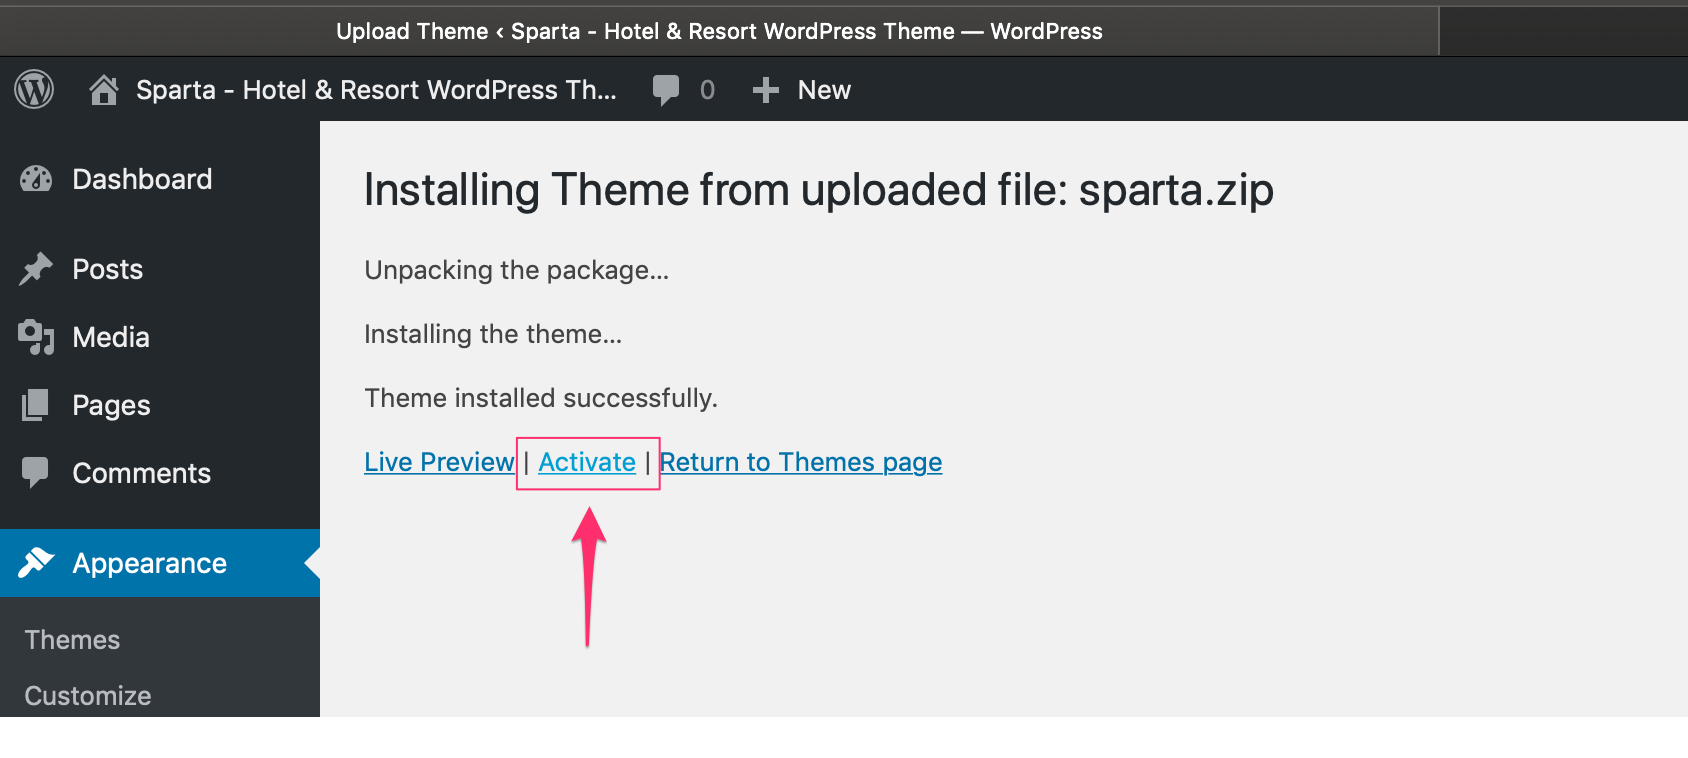 Upload Theme ‹ Sparta - Hotel & Resort WordPress Theme — WordPress
Sparta - Hotel & Resort WordPress Th... 0 New
Dashboard
Posts
Media
Pages
Comments
Appearance
Themes
Customize
Installing Theme from uploaded file: sparta.zip
Unpacking the package...
Installing the theme...
Theme installed successfully.
Live Preview | Activate | Return to Themes page